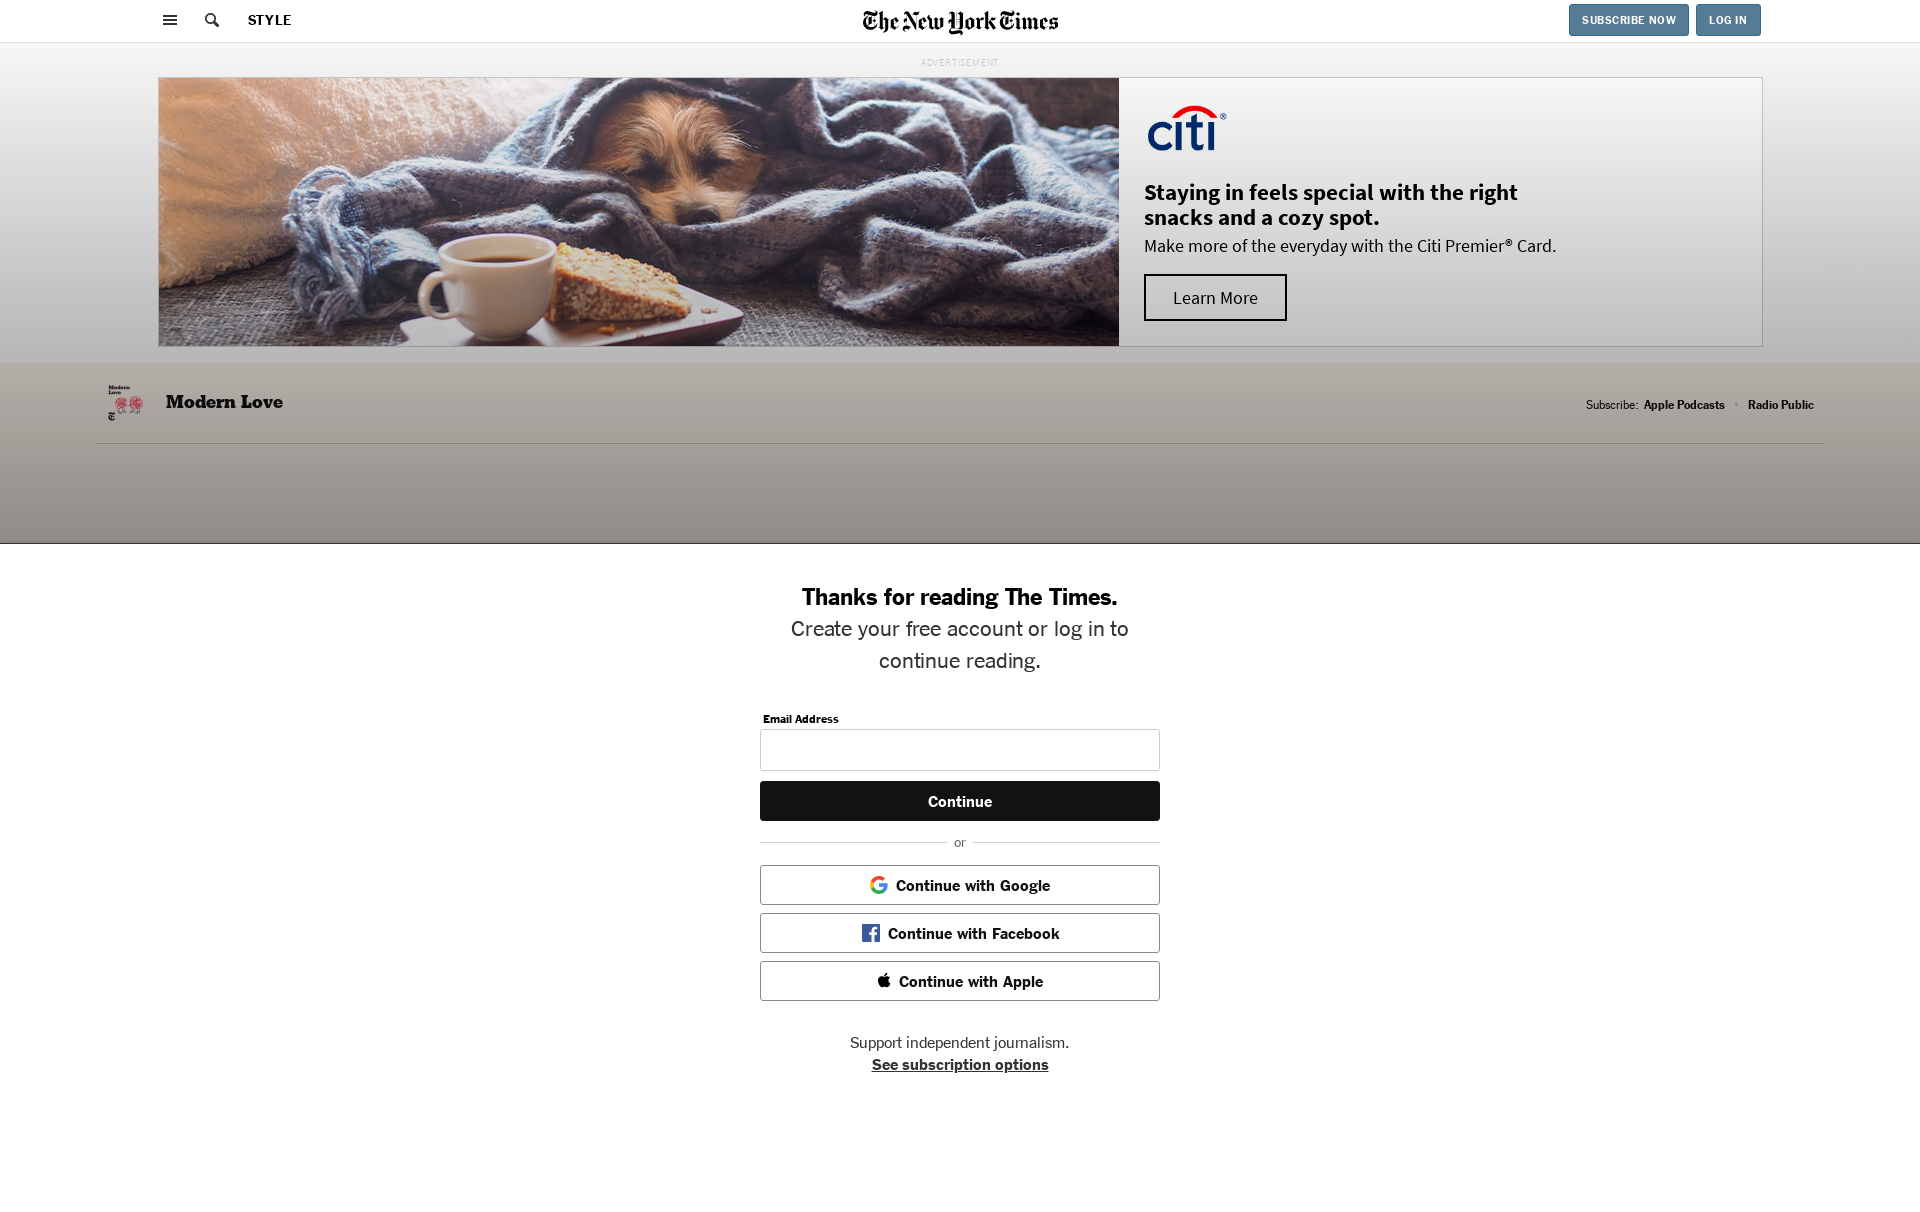 STYLE
The New York Times
SUBSCRIBE NOW
LOG IN
ADVERTISEMENT
citi®
Staying in feels special with the right
snacks and a cozy spot.
Make more of the everyday with the Citi Premier® Card.
Learn More
Modern
Love
T
Modern Love
Subscribe: Apple Podcasts • Radio Public
Thanks for reading The Times.
Create your free account or log in to
continue reading.
Email Address
Continue
or
Continue with Google
Continue with Facebook
Continue with Apple
Support independent journalism.
See subscription options